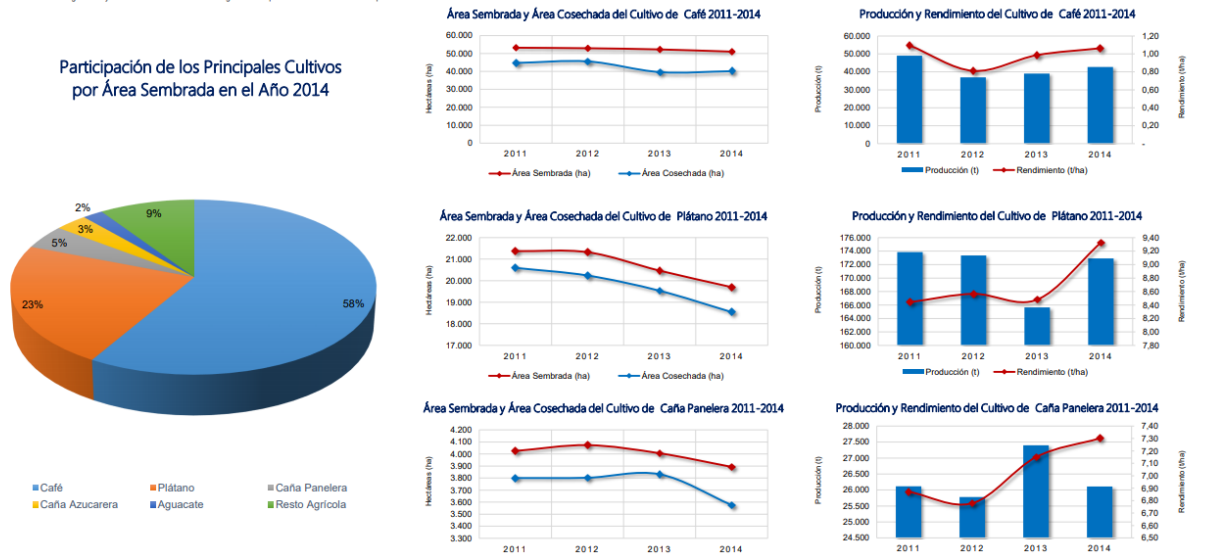 Participación de los Principales Cultivos
por Área Sembrada en el Año 2014
2%
9%
3%
5%
23%
58%
Café
Plátano
Caña Panelera
Caña Azucarera
Aguacate
Resto Agrícola
Área Sembrada y Área Cosechada del Cultivo de Café 2011-2014
Hectáreas (ha)
60.000
50.000
40.000
30.000
20.000
10.000
0
2011 2012 2013 2014
Área Sembrada (ha) Área Cosechada (ha)
Producción y Rendimiento del Cultivo de Café 2011-2014
Producción (t)
60.000
50.000
40.000
30.000
20.000
10.000
0
1,20
1,00
0,80
0,60
0,40
0,20
-
Rendimiento (t/ha)
2011 2012 2013 2014
Producción (t) Rendimiento (t/ha)
Área Sembrada y Área Cosechada del Cultivo de Plátano 2011-2014
Hectáreas (ha)
22.000
21.000
20.000
19.000
18.000
17.000
2011 2012 2013 2014
Área Sembrada (ha) Área Cosechada (ha)
Producción y Rendimiento del Cultivo de Plátano 2011-2014
Producción (t)
176.000
174.000
172.000
170.000
168.000
166.000
164.000
162.000
160.000
9,40
9,20
9,00
8,80
8,60
8,40
8,20
8,00
7,80
Rendimiento (t/ha)
2011 2012 2013 2014
Producción (t) Rendimiento (t/ha)
Área Sembrada y Área Cosechada del Cultivo de Caña Panelera 2011-2014
Hectáreas (ha)
4.200
4.100
4.000
3.900
3.800
3.700
3.600
3.500
3.400
3.300
2011 2012 2013 2014
Producción y Rendimiento del Cultivo de Caña Panelera 2011-2014
Producción (t)
28.000
27.500
27.000
26.500
26.000
25.500
25.000
24.500
7,40
7,30
7,20
7,10
7,00
6,90
6,80
6,70
6,60
6,50
Rendimiento (t/ha)
2011 2012 2013 2014